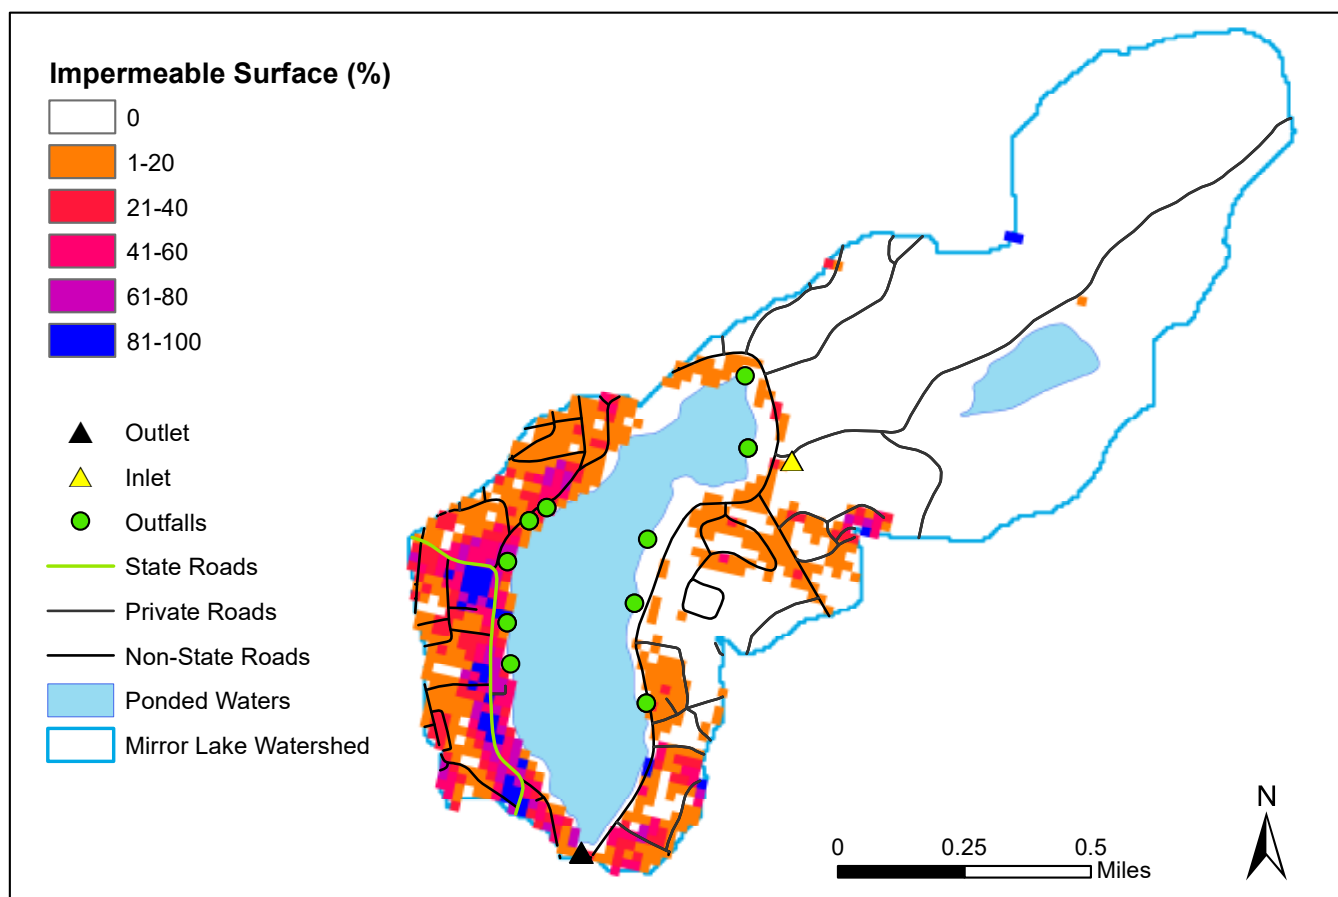 Impermeable Surface (%)
0
1-20
21-40
41-60
61-80
81-100
Outlet
Inlet
Outfalls
State Roads
Private Roads
Non-State Roads
Ponded Waters
Mirror Lake Watershed
N
0 0.25 0.5
Miles